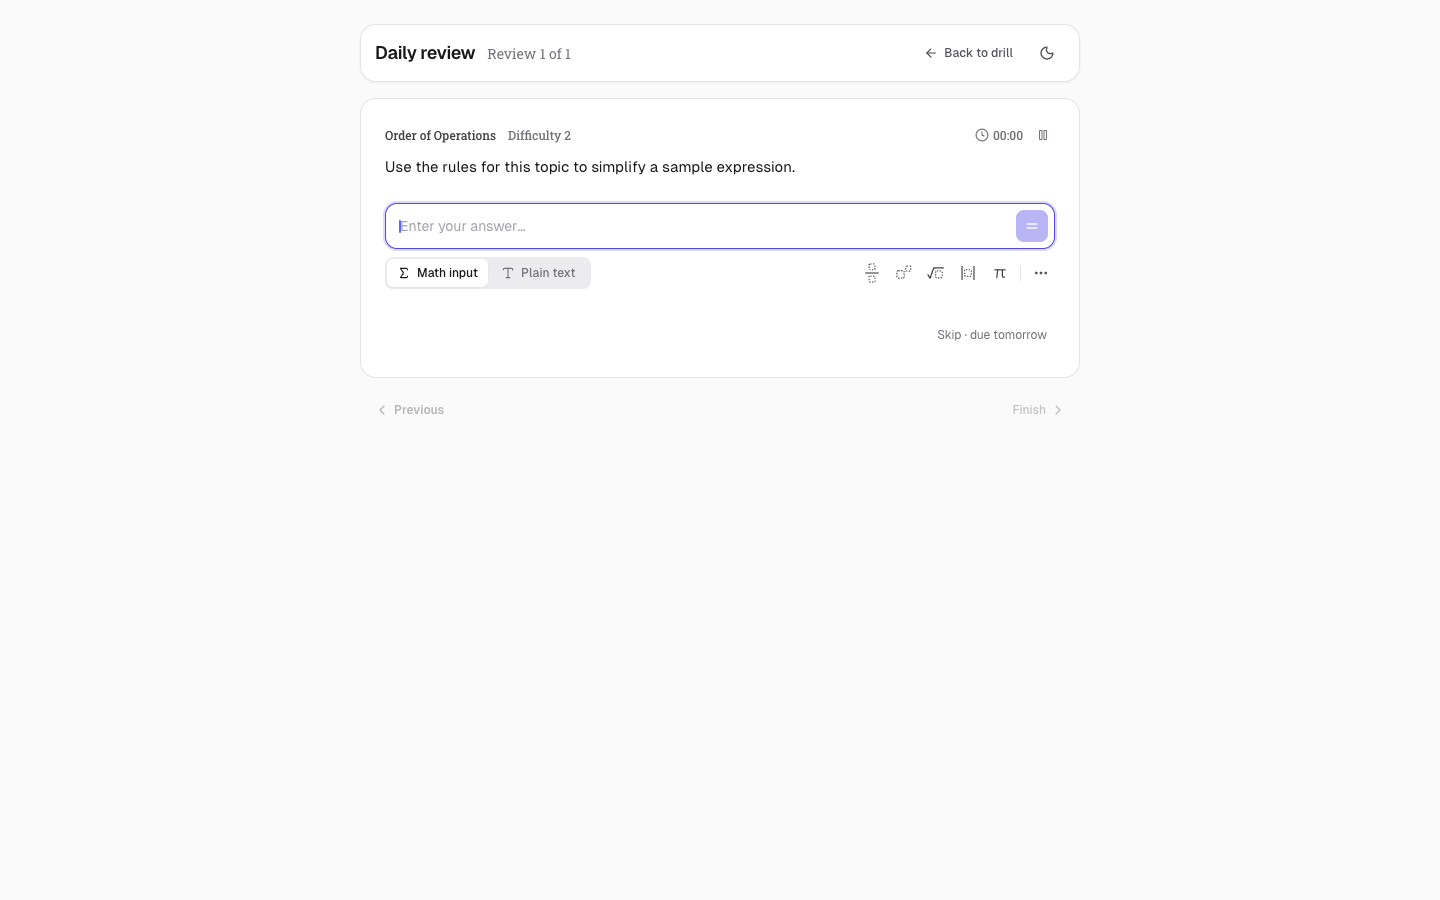 Daily review Review 1 of 1 Back to drill
Order of Operations Difficulty 2 00:00
Use the rules for this topic to simplify a sample expression.
Enter your answer...
Math input Plain text π
Skip · due tomorrow
Previous Finish